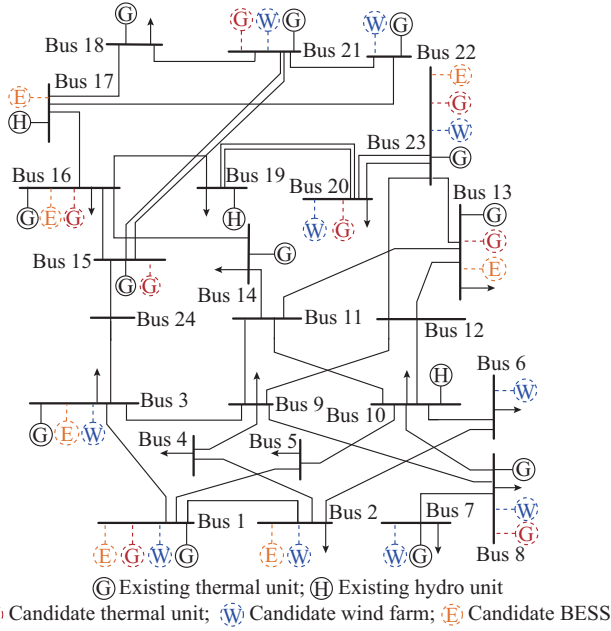 G G W G W G
Bus 18 Bus 21 Bus 22
Bus 17
E E
G
H W
Bus 23
G
Bus 16 Bus 19 Bus 20 Bus 13
G E G H W G G
G
Bus 15 G E
G G Bus 14
Bus 24 Bus 11 Bus 12
Bus 6
H W
Bus 3 Bus 9 Bus 10
G E W Bus 4 Bus 5
G
W
Bus 1 Bus 2 Bus 7
E G W G E W W G G
Bus 8
G Existing thermal unit; H Existing hydro unit
Candidate thermal unit; W Candidate wind farm; E Candidate BESS